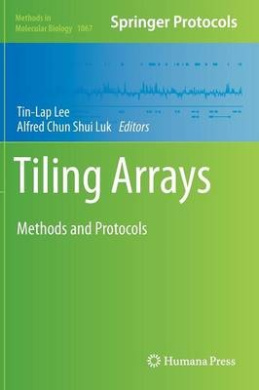 Methods in
Molecular Biology 1067
Springer Protocols
Tin-Lap Lee
Alfred Chun Shui Luk Editors
Tiling Arrays
Methods and Protocols
Humana Press